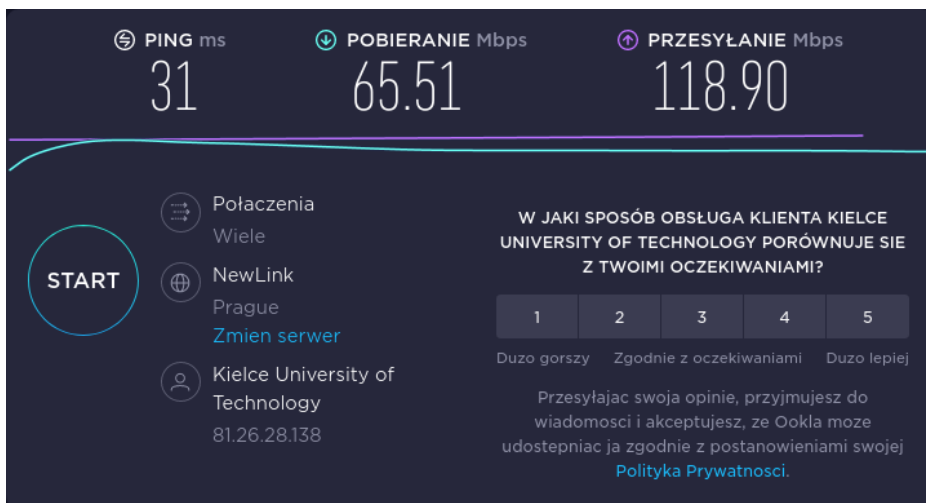 PING ms
31
POBIERANIE Mbps
65.51
PRZESYŁANIE Mbps
118.90
START
Połaczenia
Wiele
NewLink
Prague
Zmien serwer
Kielce University of
Technology
81.26.28.138
W JAKI SPOSÓB OBSŁUGA KLIENTA KIELCE
UNIVERSITY OF TECHNOLOGY PORÓWNUJE SIE
Z TWOIMI OCZEKIWANIAMI?
1 2 3 4 5
Duzo gorszy Zgodnie z oczekiwaniami Duzo lepiej
Przesyłajac swoja opinie, przyjmujesz do
wiadomosci i akceptujesz, ze Ookla moze
udostepniac ja zgodnie z postanowieniami swojej
Polityka Prywatnosci.